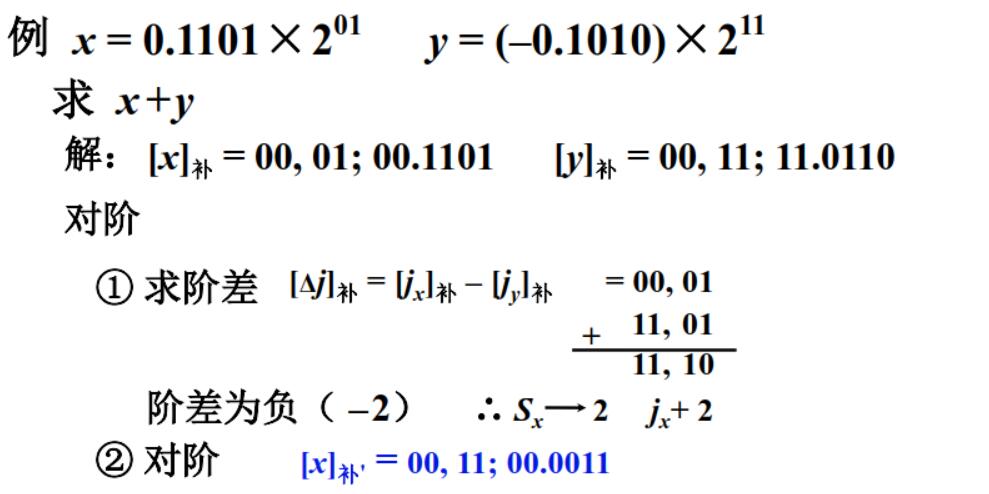 例 x = 0.1101 × 2^01 y = (–0.1010) × 2^11
求 x+y
解： [x]补 = 00, 01; 00.1101 [y]补 = 00, 11; 11.0110
对阶
① 求阶差 [Δj]补 = [jx]补 – [jy]补 = 00, 01
+ 11, 01
11, 10
阶差为负（ –2） ∴ Sx → 2 jx + 2
② 对阶 [x]补' = 00, 11; 00.0011